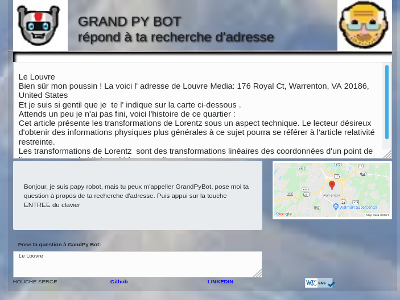 GRAND PY BOT
répond à ta recherche d'adresse
Le Louvre
Bien sûr mon poussin ! La voici l' adresse de Louvre Media: 176 Royal Ct, Warrenton, VA 20186,
United States
Et je suis si gentil que je te l' indique sur la carte ci-dessous .
Attends un peu je n'ai pas fini, voici l'histoire de ce quartier :
Cet article présente les transformations de Lorentz sous un aspect technique. Le lecteur désireux
d'obtenir des informations physiques plus générales à ce sujet pourra se référer à l'article relativité
restreinte.
Les transformations de Lorentz sont des transformations linéaires des coordonnées d'un point de
Bonjour, je suis papy robot, mais tu peux m'appeller GrandPyBot, pose moi ta
question à propos de ta recherche d'adresse. Puis appui sur la touche
ENTREE du clavier
Pose ta question à GandPy Bot:
Le Louvre
HOLICHE SERGE
Github
LINKEDIN
W3C
Google